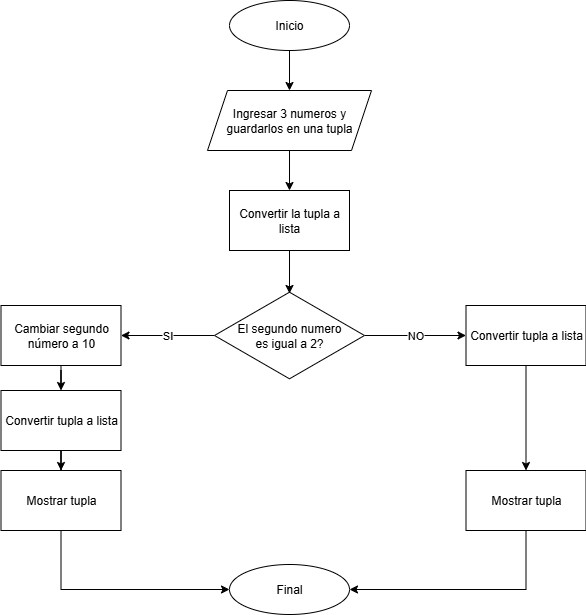 Inicio
Ingresar 3 numeros y
guardarlos en una tupla
Convertir la tupla a
lista
El segundo numero
es igual a 2?
SI
NO
Cambiar segundo
número a 10
Convertir tupla a lista
Convertir tupla a lista
Mostrar tupla
Mostrar tupla
Final